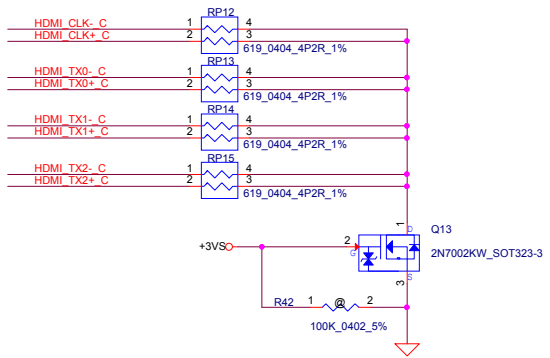 RP12
HDMI_CLK-_C 1 4
HDMI_CLK+_C 2 3
619_0404_4P2R_1%
RP13
HDMI_TX0-_C 1 4
HDMI_TX0+_C 2 3
619_0404_4P2R_1%
RP14
HDMI_TX1-_C 1 4
HDMI_TX1+_C 2 3
619_0404_4P2R_1%
RP15
HDMI_TX2-_C 1 4
HDMI_TX2+_C 2 3
619_0404_4P2R_1%
1 D Q13
+3VS 2 G
2N7002KW_SOT323-3
3 S
R42 1 @ 2
100K_0402_5%